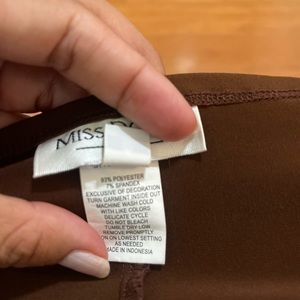 MISS
93% POLYESTER
7% SPANDEX
EXCLUSIVE OF DECORATION
TURN GARMENT INSIDE OUT
MACHINE WASH COLD
WITH LIKE COLORS
DELICATE CYCLE
DO NOT BLEACH
TUMBLE DRY LOW
REMOVE PROMPTLY
IRON ON LOWEST SETTING
AS NEEDED
MADE IN INDONESIA